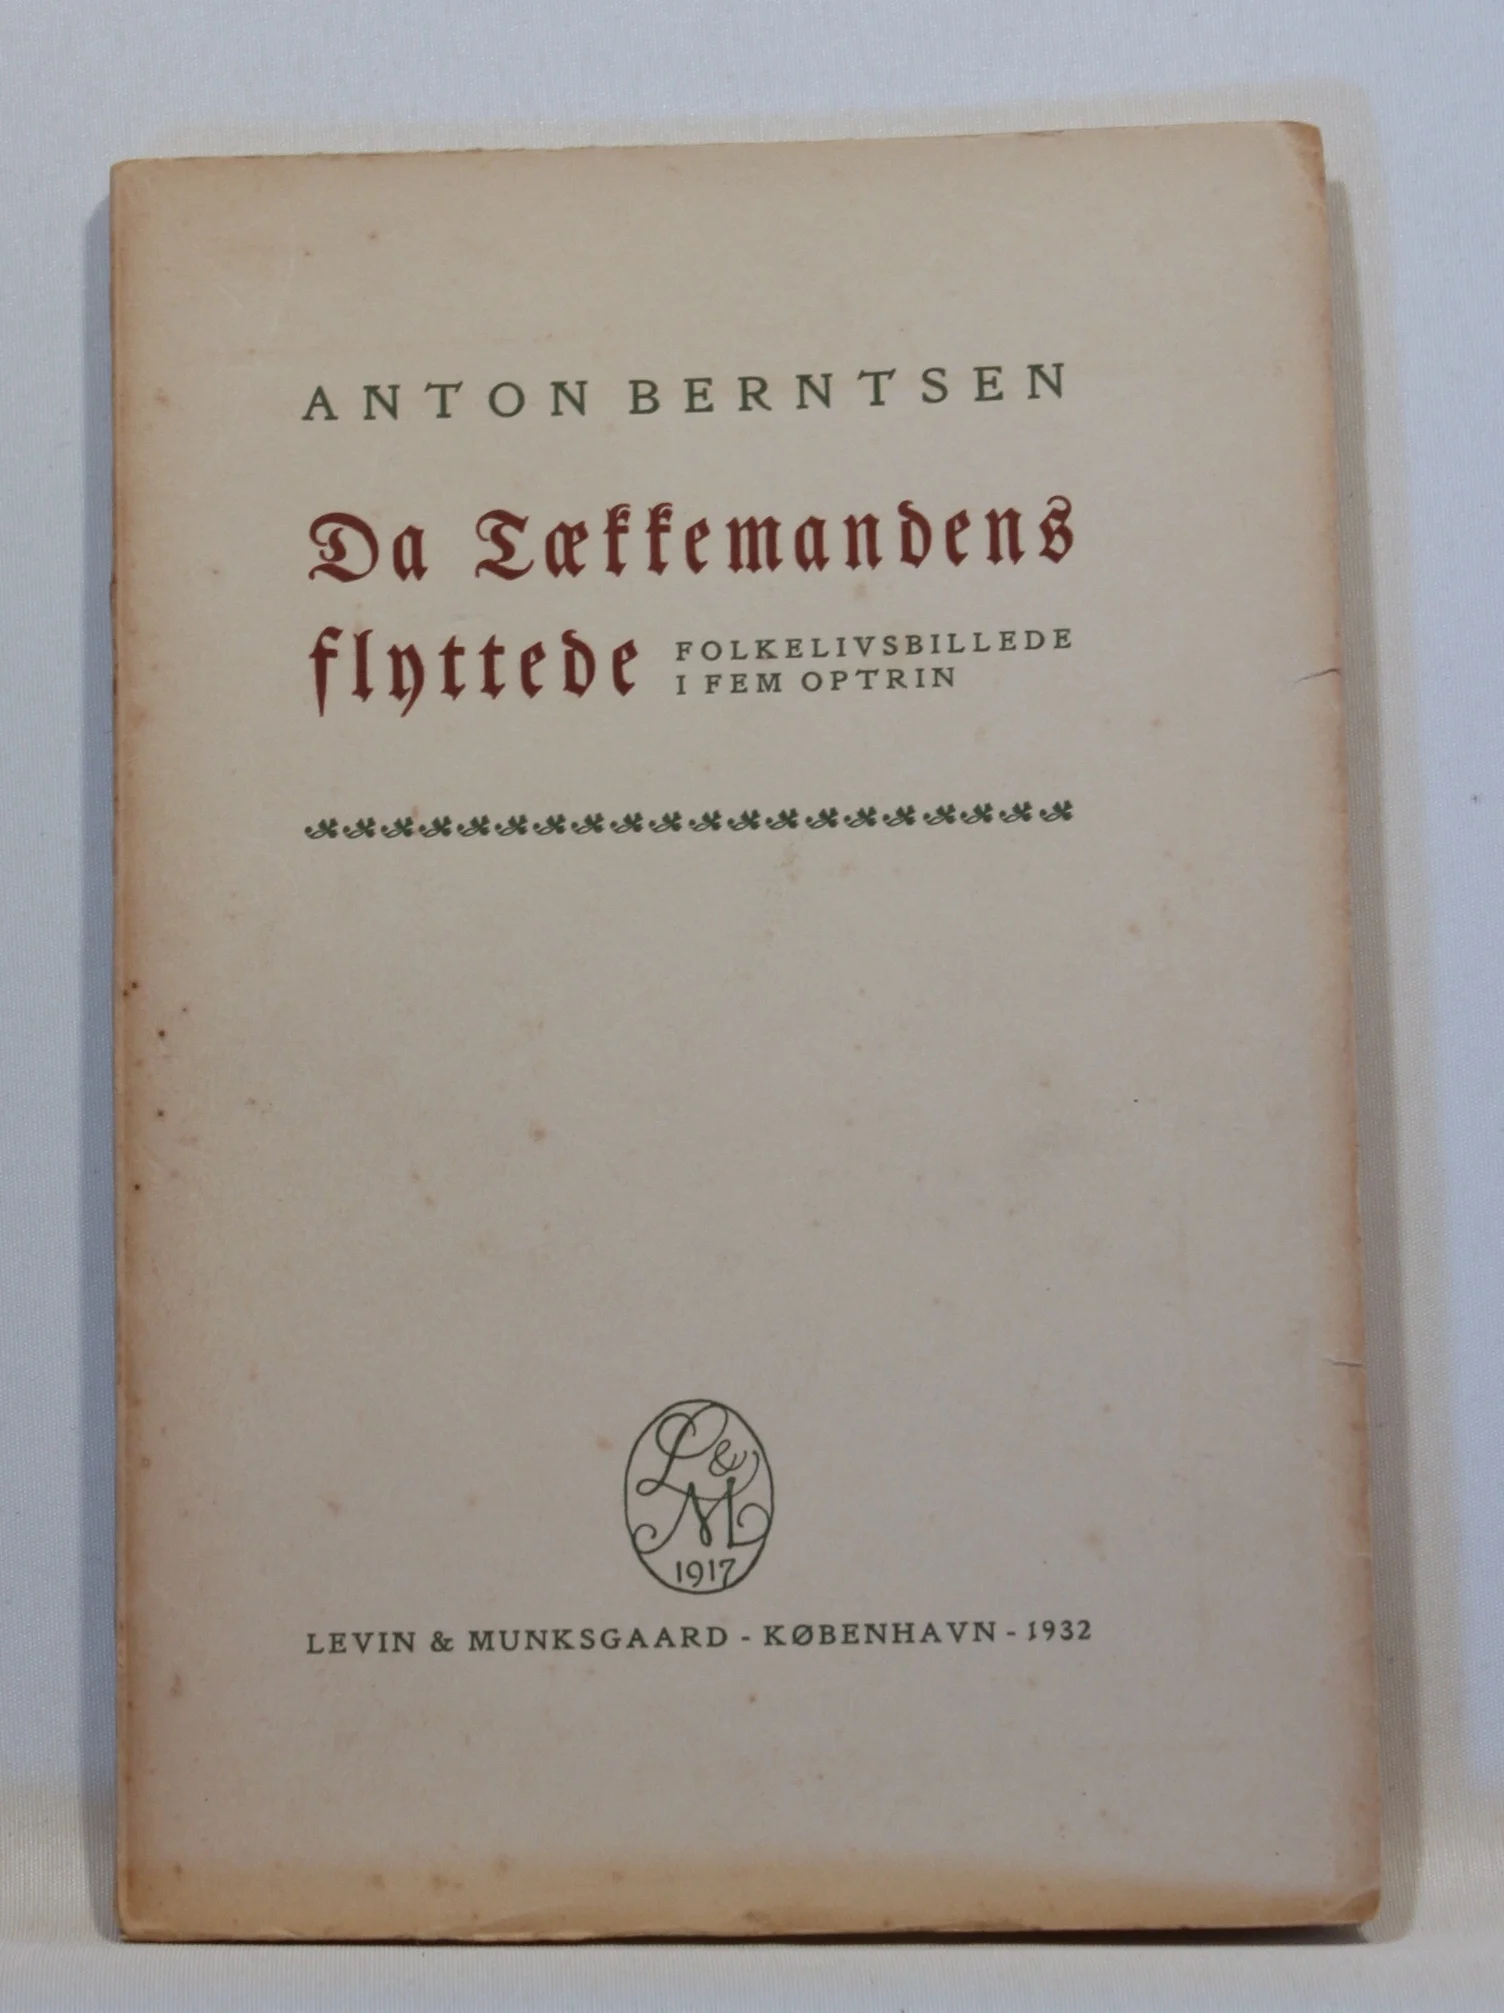 ANTON BERNTSEN
Da Tækkemandens
flyttede
FOLKELIVSBILLEDE
I FEM OPTRIN
L &
M
1917
LEVIN & MUNKSGAARD - KØBENHAVN - 1932